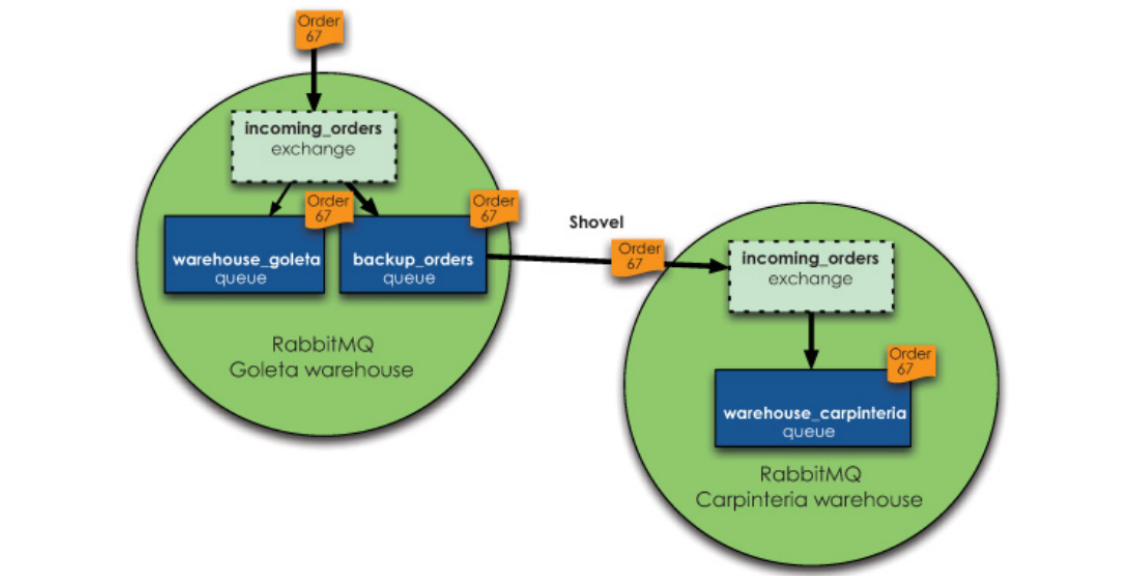 Order
67
incoming_orders
exchange
Order
67
Order
67
warehouse_goleta
queue
backup_orders
queue
RabbitMQ
Goleta warehouse
Shovel
Order
67
incoming_orders
exchange
Order
67
warehouse_carpinteria
queue
RabbitMQ
Carpinteria warehouse